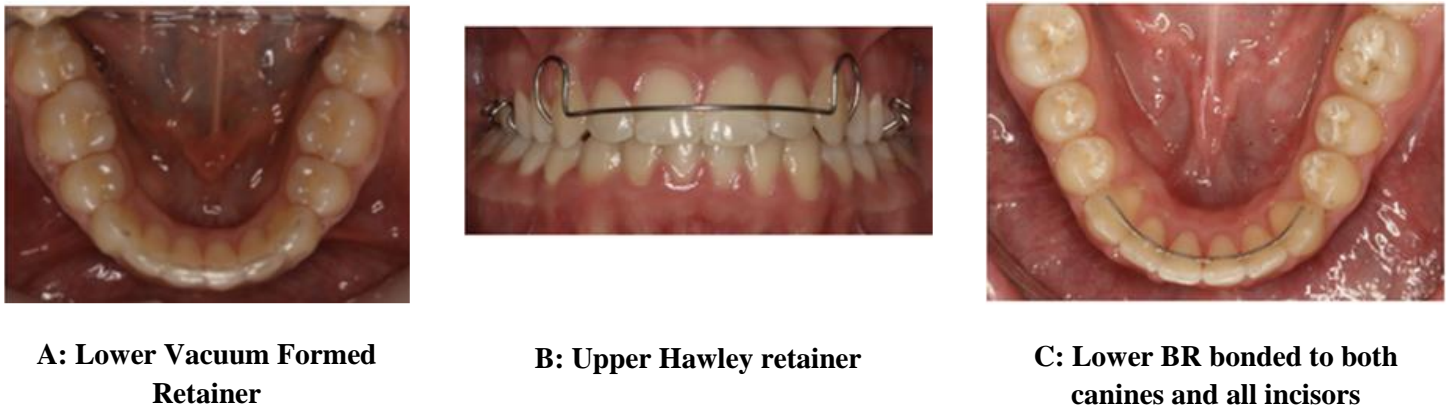 A: Lower Vacuum Formed
Retainer
B: Upper Hawley retainer
C: Lower BR bonded to both
canines and all incisors